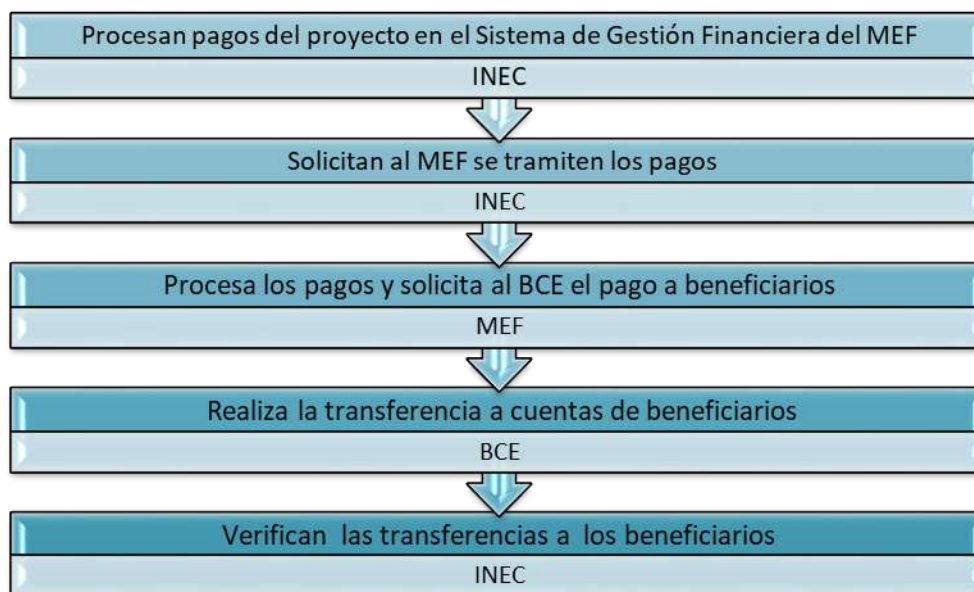 Procesan pagos del proyecto en el Sistema de Gestión Financiera del MEF
INEC
Solicitan al MEF se tramiten los pagos
INEC
Procesa los pagos y solicita al BCE el pago a beneficiarios
MEF
Realiza la transferencia a cuentas de beneficiarios
BCE
Verifican las transferencias a los beneficiarios
INEC